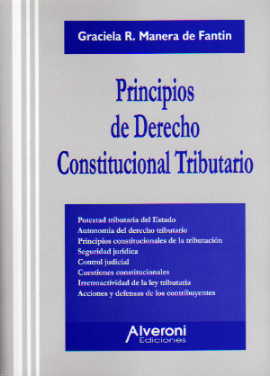 Graciela R. Manera de Fantin
Principios
de Derecho
Constitucional Tributario
Potestad tributaria del Estado
Autonomía del derecho tributario
Principios constitucionales de la tributación
Seguridad jurídica
Control judicial
Cuestiones constitucionales
Irretroactividad de la ley tributaria
Acciones y defensas de los contribuyentes
Alveroni
Ediciones